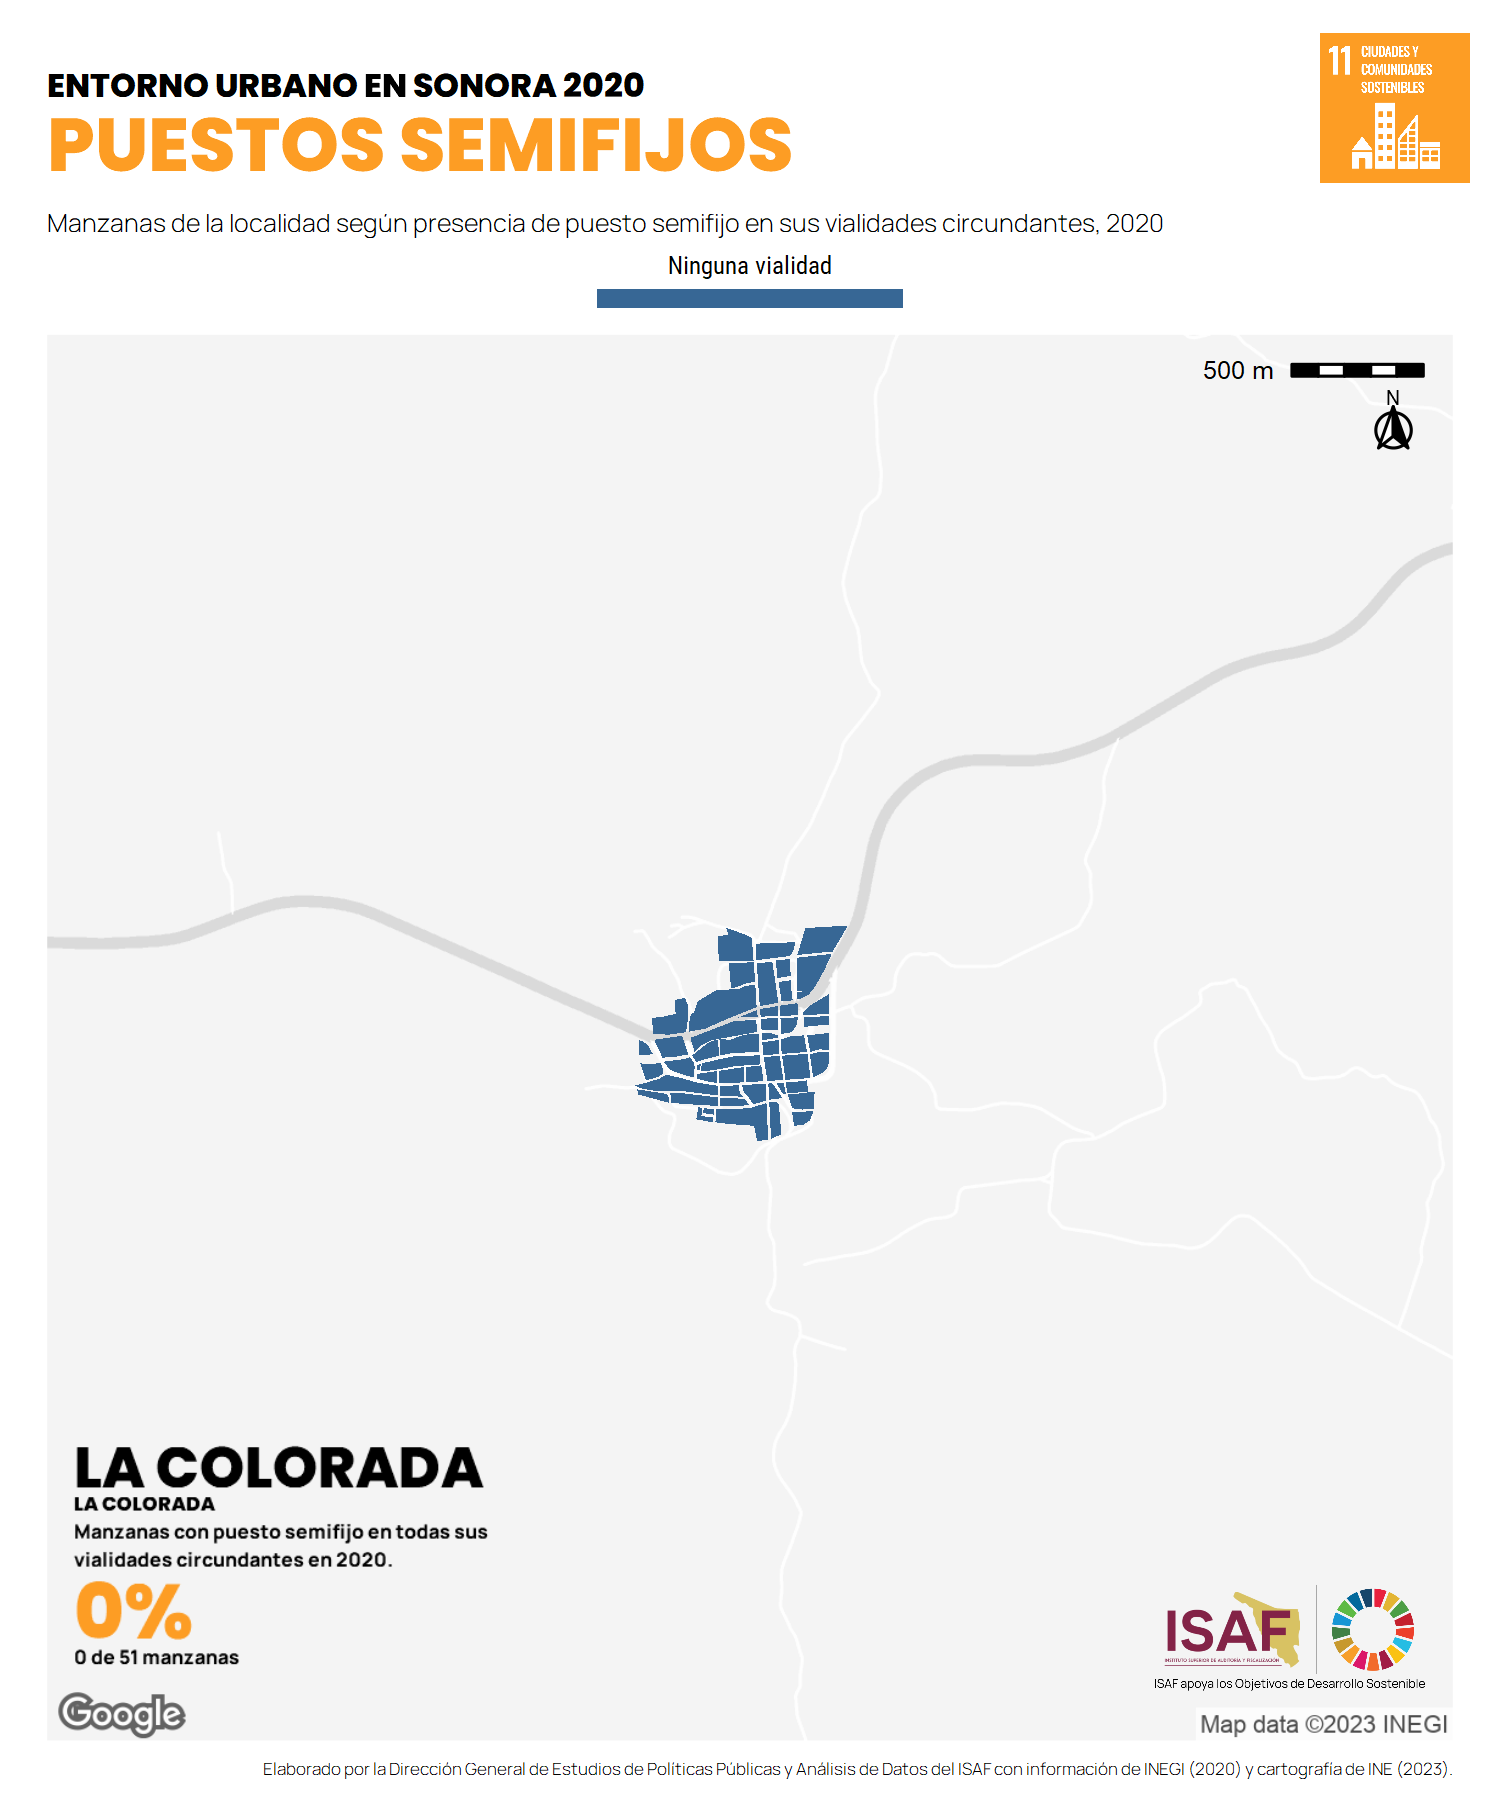 ENTORNO URBANO EN SONORA 2020
PUESTOS SEMIFIJOS
11 CIUDADES Y
COMUNIDADES
SOSTENIBLES
Manzanas de la localidad según presencia de puesto semifijo en sus vialidades circundantes, 2020
Ninguna vialidad
500 m
N
LA COLORADA
LA COLORADA
Manzanas con puesto semifijo en todas sus
vialidades circundantes en 2020.
0%
0 de 51 manzanas
ISAF
INSTITUTO SUPERIOR DE AUDITORÍA Y FISCALIZACIÓN
ISAF apoya los Objetivos de Desarrollo Sostenible
Google
Map data ©2023 INEGI
Elaborado por la Dirección General de Estudios de Políticas Públicas y Análisis de Datos del ISAF con información de INEGI (2020) y cartografía de INE (2023).